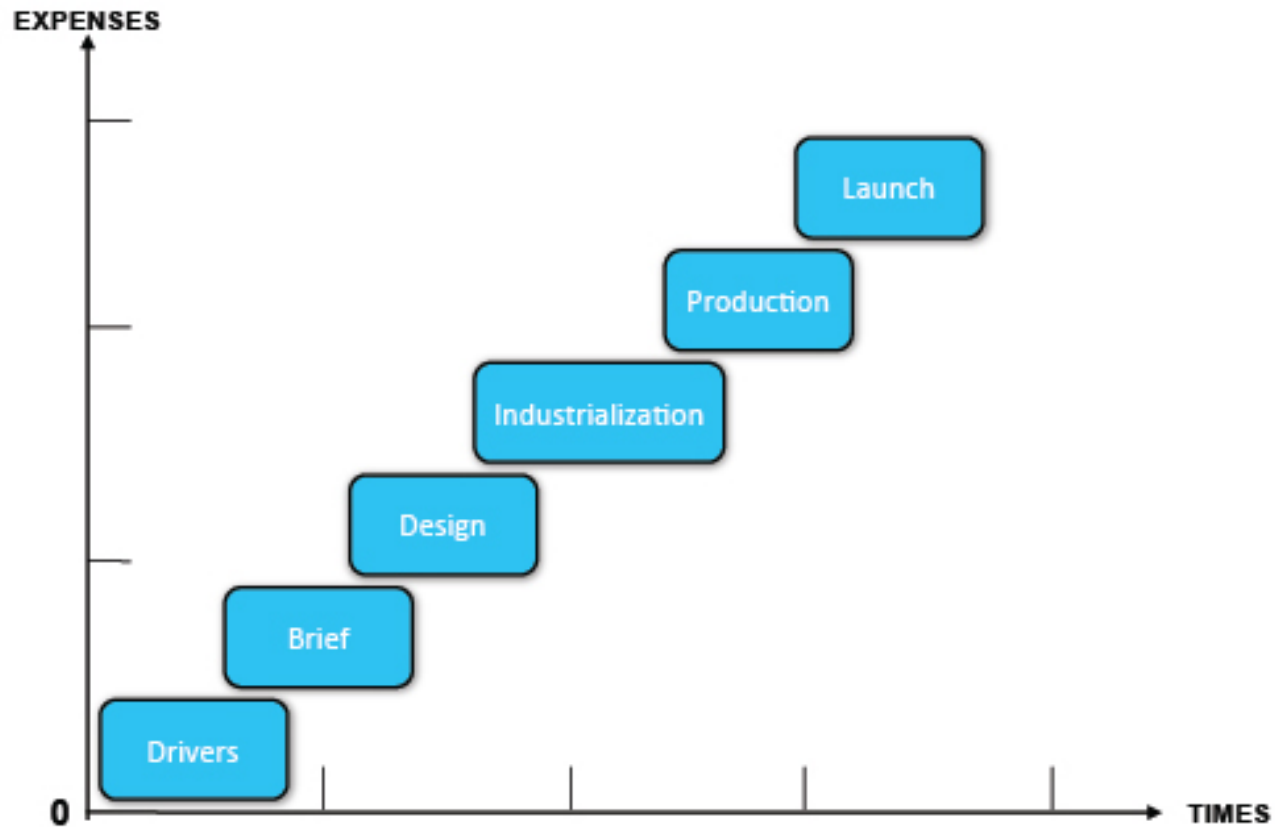 EXPENSES
Launch
Production
Industrialization
Design
Brief
Drivers
0
TIMES